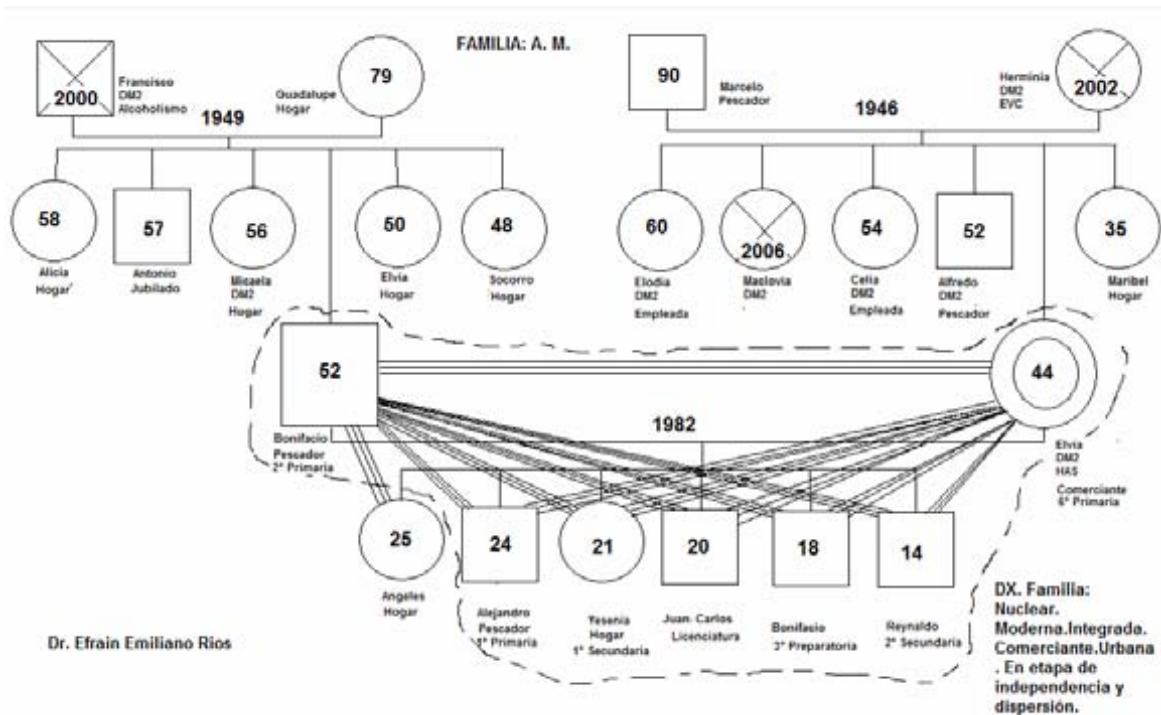 FAMILIA: A. M.
2000
Francisco
DM2
Alcoholismo
1949
79
Guadalupe
Hogar
90
Marcelo
Pescador
1946
Herminia
DM2
EVC
2002
58
Alicia
Hogar
57
Antonio
Jubilado
56
Micaela
DM2
Hogar
50
Elvia
Hogar
48
Socorro
Hogar
60
Elodia
DM2
Empleada
2006
Maslovia
DM2
54
Celia
DM2
Empleada
52
Alfredo
DM2
Pescador
35
Maribel
Hogar
52
Bonifacio
Pescador
2° Primaria
44
Elvia
DM2
HAS
Comerciante
6° Primaria
1982
25
Angeles
Hogar
24
Alejandro
Pescador
1° Primaria
21
Yesenia
Hogar
1° Secundaria
20
Juan. Carlos
Licenciatura
18
Bonifacio
3° Preparatoria
14
Reynaldo
2° Secundaria
Dr. Efrain Emiliano Rios
DX. Familia:
Nuclear.
Moderna.Integrada.
Comerciante.Urbana
. En etapa de
independencia y
dispersión.